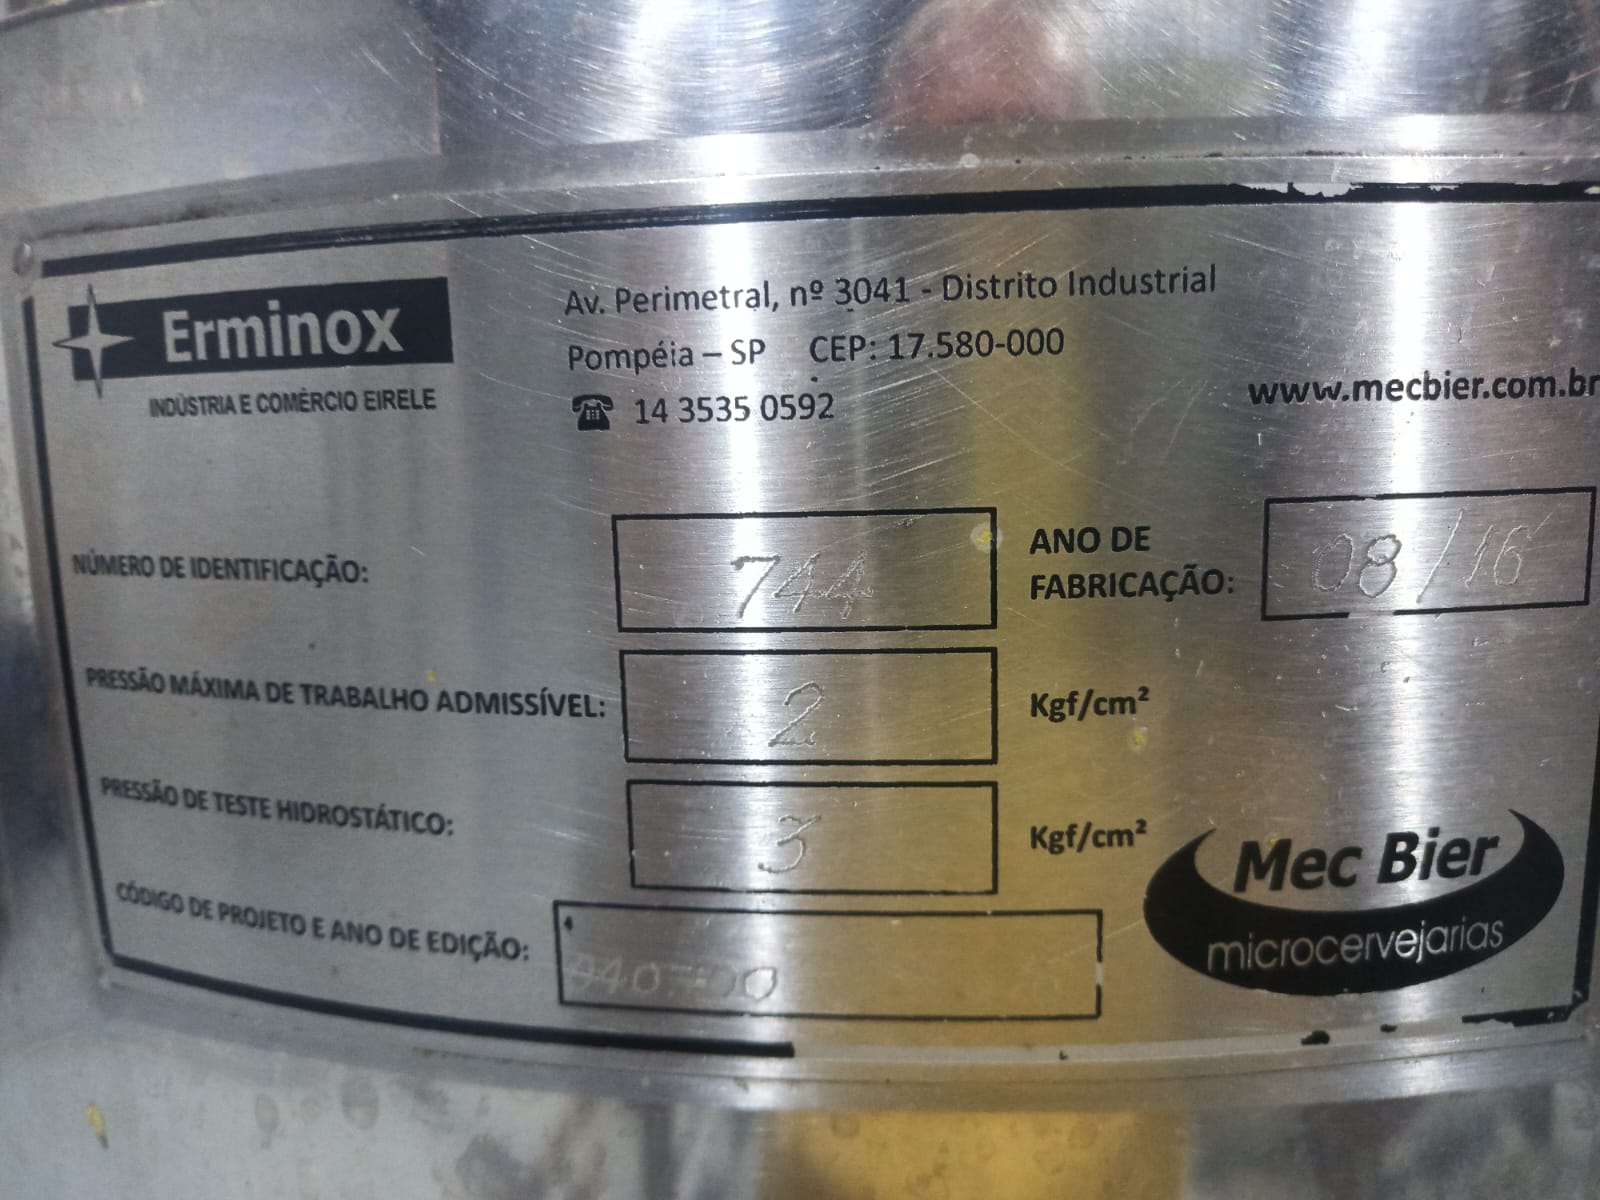 Erminox
INDÚSTRIA E COMÉRCIO EIRELE
Av. Perimetral, nº 3041 - Distrito Industrial
Pompéia – SP CEP: 17.580-000
14 3535 0592
www.mecbier.com.br
NÚMERO DE IDENTIFICAÇÃO: 744
ANO DE
FABRICAÇÃO: 08/16
PRESSÃO MÁXIMA DE TRABALHO ADMISSÍVEL: 2 Kgf/cm²
PRESSÃO DE TESTE HIDROSTÁTICO: 3 Kgf/cm²
CÓDIGO DE PROJETO E ANO DE EDIÇÃO:
Mec Bier
microcervejarias